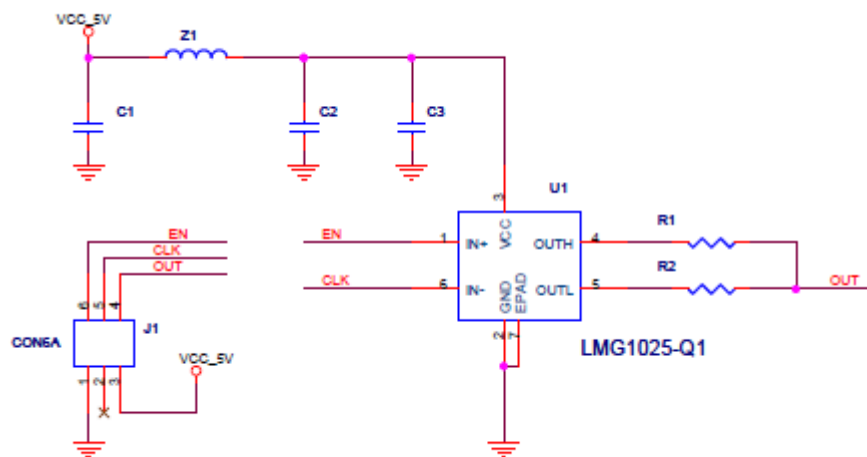 VCC_5V
Z1
C1
C2
C3
U1
3
VCC
R1
EN
EN
1
IN+
OUTH
4
CLK
OUT
R2
CLK
6
IN-
GND
EPAD
OUTL
5
OUT
6
5
4
CON6A
J1
2
7
LMG1025-Q1
VCC_5V
1
2
3